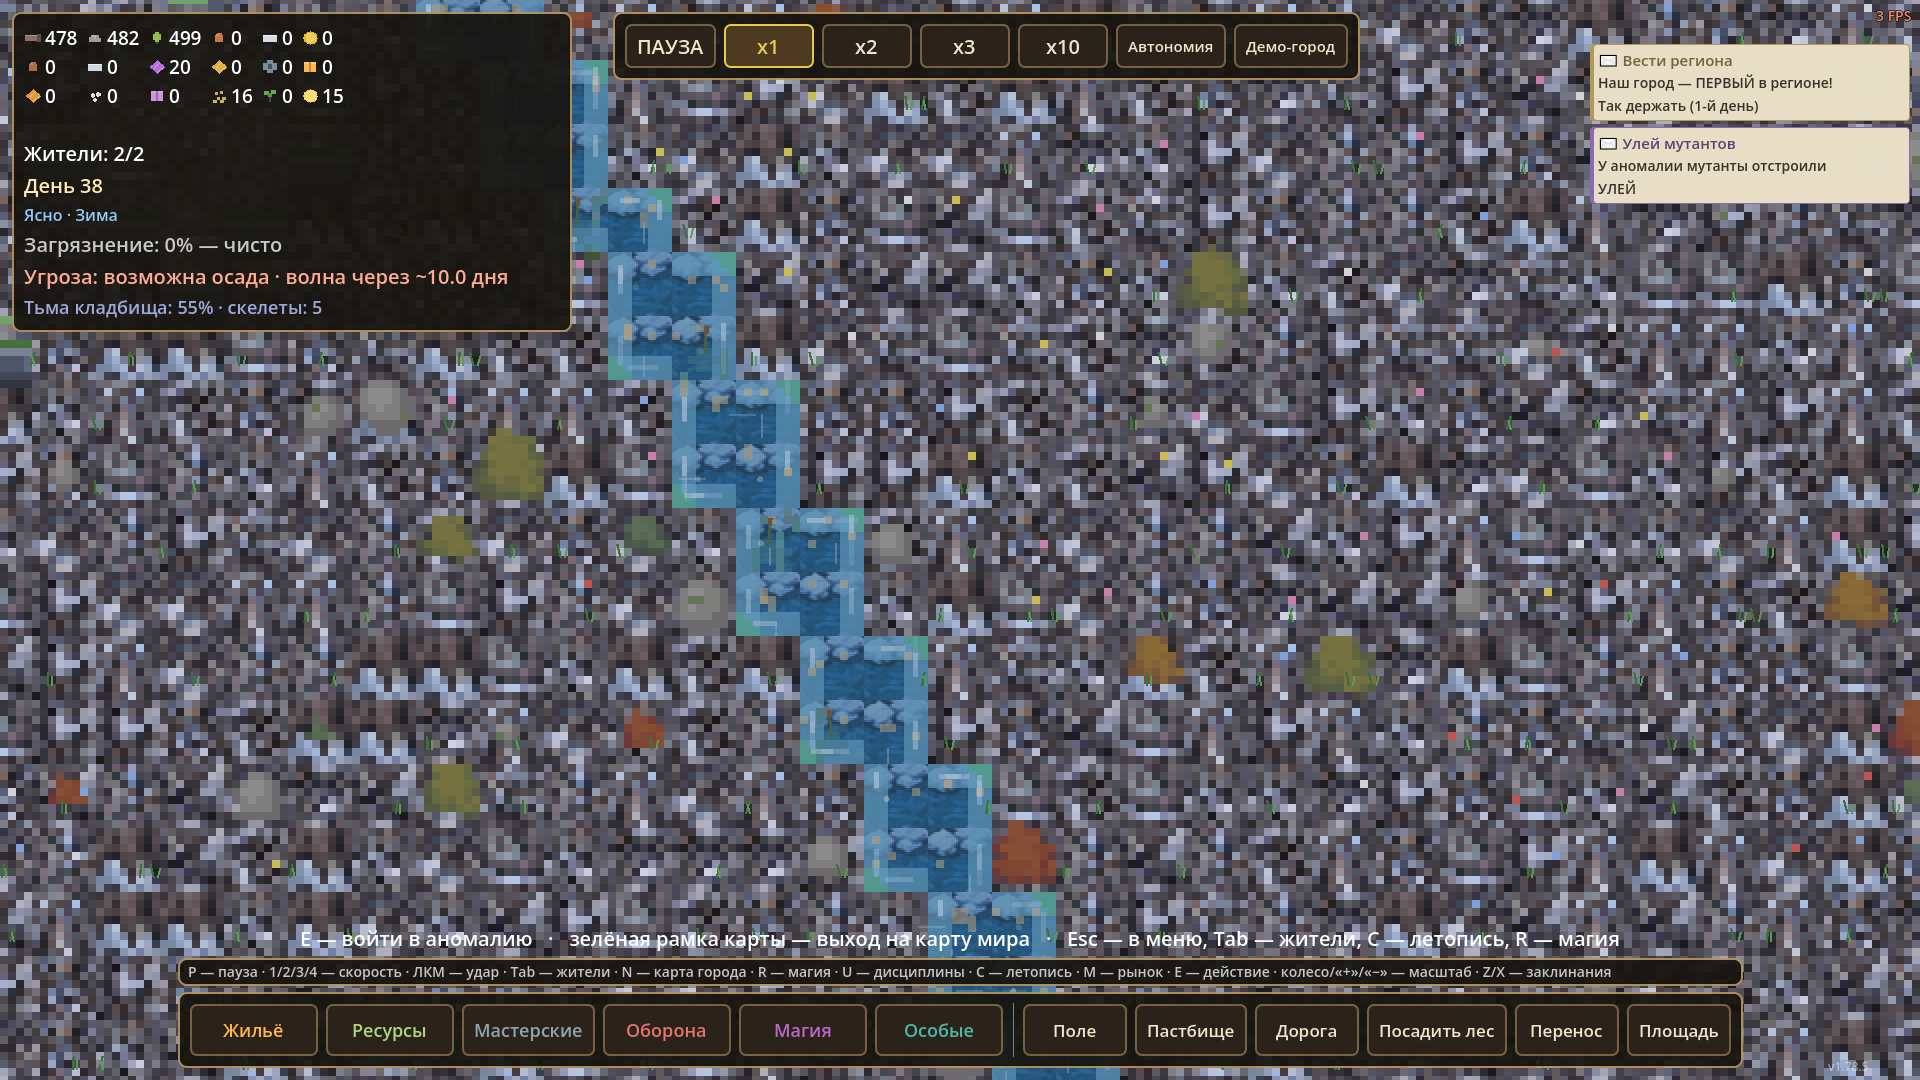 478 482 499 0 0 0
0 0 20 0 0 0
0 0 0 16 0 15
Жители: 2/2
День 38
Ясно · Зима
Загрязнение: 0% — чисто
Угроза: возможна осада · волна через ~10.0 дня
Тьма кладбища: 55% · скелеты: 5
ПАУЗА x1 x2 x3 x10 Автономия Демо-город
3 FPS
Вести региона
Наш город — ПЕРВЫЙ в регионе!
Так держать (1-й день)
Улей мутантов
У аномалии мутанты отстроили
УЛЕЙ
E — войти в аномалию · зелёная рамка карты — выход на карту мира · Esc — в меню, Tab — жители, C — летопись, R — магия
P — пауза · 1/2/3/4 — скорость · ЛКМ — удар · Tab — жители · N — карта города · R — магия · U — дисциплины · C — летопись · M — рынок · E — действие · колесо/«+»/«−» — масштаб · Z/X — заклинания
Жильё Ресурсы Мастерские Оборона Магия Особые Поле Пастбище Дорога Посадить лес Перенос Площадь